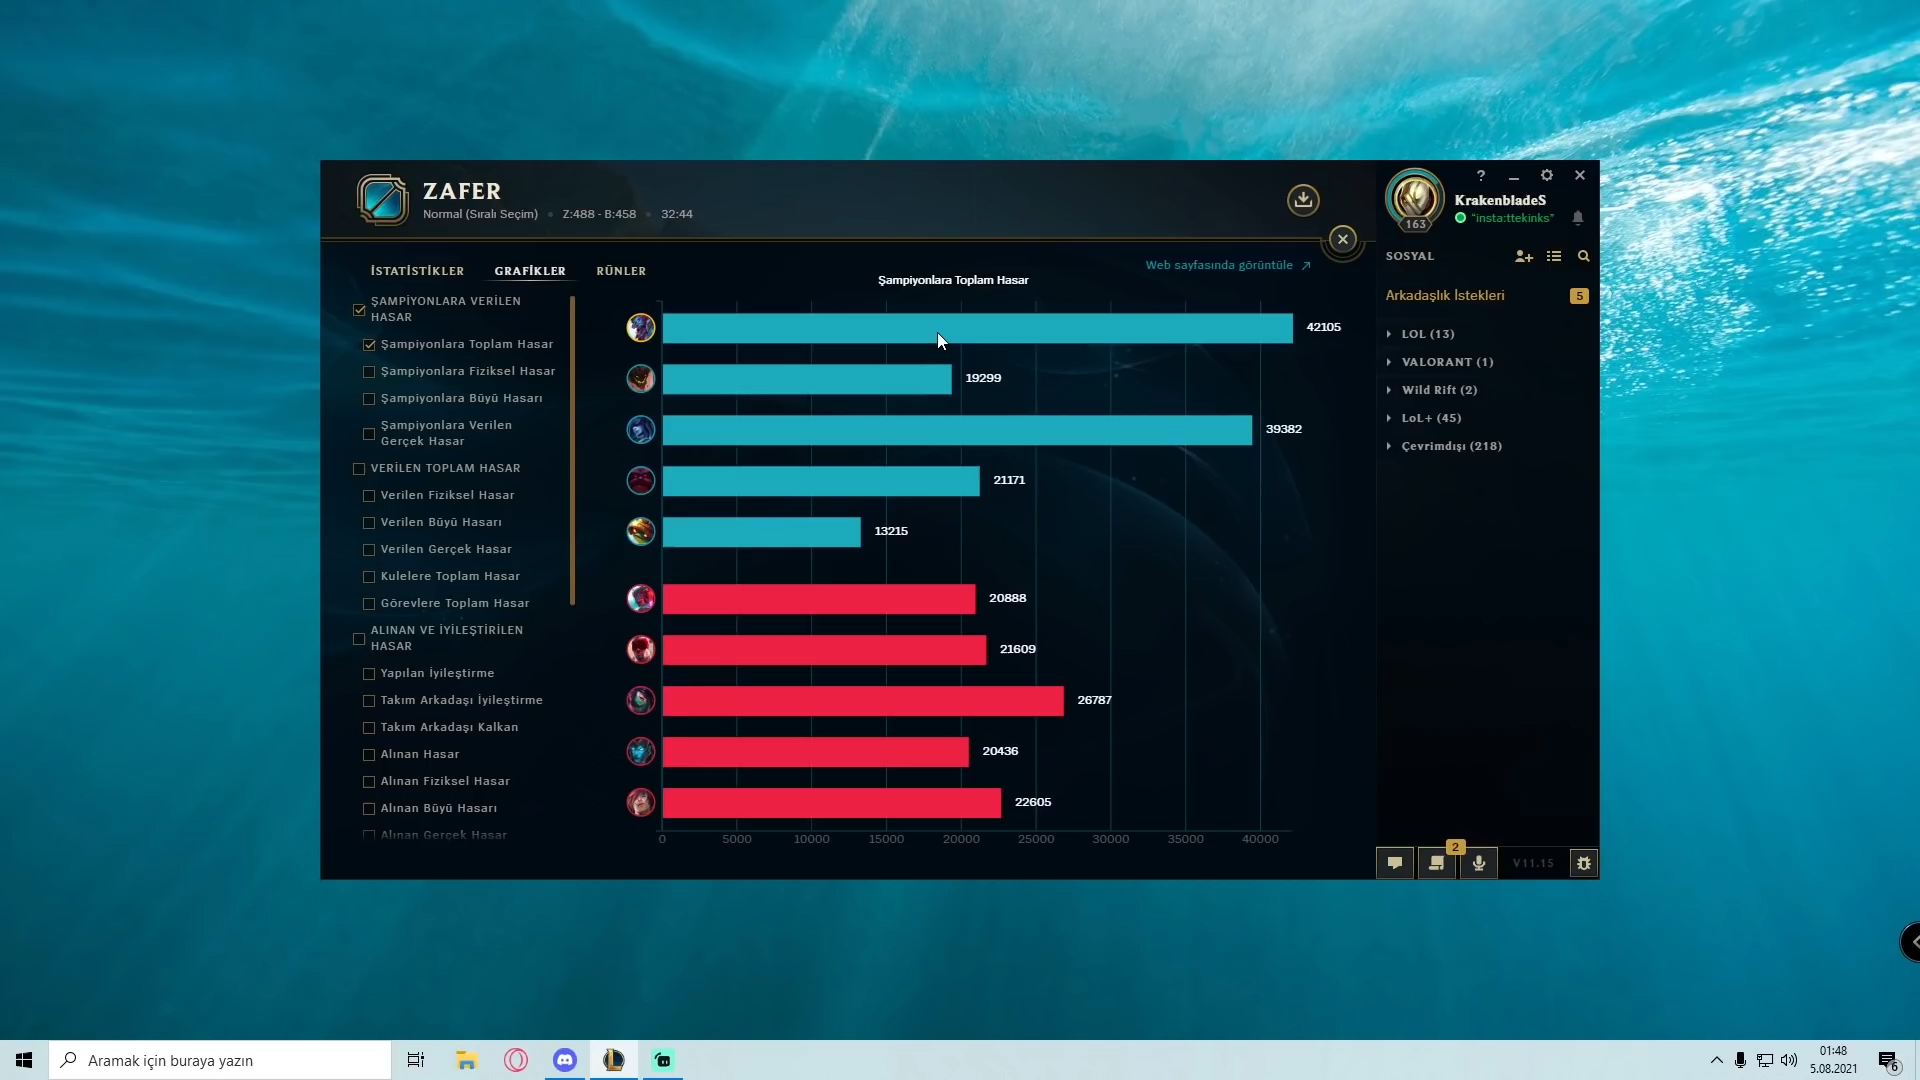 ZAFER
Normal (Sıralı Seçim) • Z:488 - B:458 • 32:44
İSTATİSTİKLER
GRAFİKLER
RÜNLER
Web sayfasında görüntüle
ŞAMPİYONLARA VERİLEN
HASAR
Şampiyonlara Toplam Hasar
Şampiyonlara Fiziksel Hasar
Şampiyonlara Büyü Hasarı
Şampiyonlara Verilen
Gerçek Hasar
VERİLEN TOPLAM HASAR
Verilen Fiziksel Hasar
Verilen Büyü Hasarı
Verilen Gerçek Hasar
Kulelere Toplam Hasar
Görevlere Toplam Hasar
ALINAN VE İYİLEŞTİRİLEN
HASAR
Yapılan İyileştirme
Takım Arkadaşı İyileştirme
Takım Arkadaşı Kalkan
Alınan Hasar
Alınan Fiziksel Hasar
Alınan Büyü Hasarı
Alınan Gerçek Hasar
Şampiyonlara Toplam Hasar
42105
19299
39382
21171
13215
20888
21609
26787
20436
22605
0 5000 10000 15000 20000 25000 30000 35000 40000
?
163
KrakenbladeS
"insta:ttekinks"
SOSYAL
Arkadaşlık İstekleri 5
LOL (13)
VALORANT (1)
Wild Rift (2)
LoL+ (45)
Çevrimdışı (218)
2
V11.15
Aramak için buraya yazın
01:48
5.08.2021
6